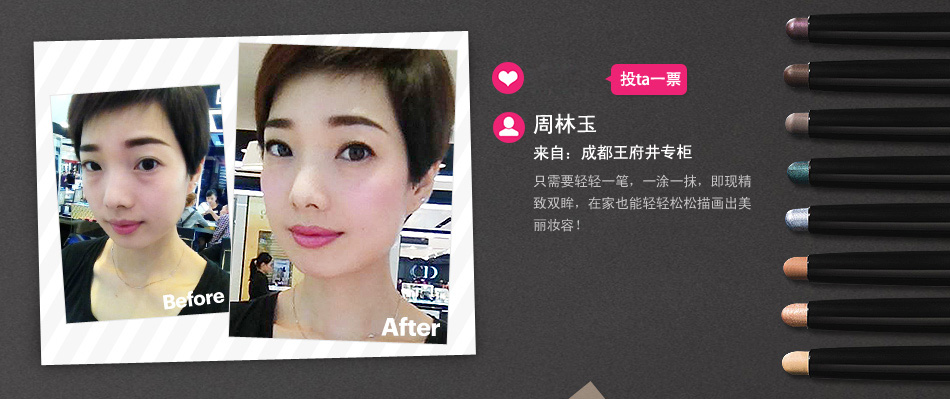 投ta一票
周林玉
来自：成都王府井专柜
只需要轻轻一笔，一涂一抹，即现精
致双眸，在家也能轻轻松松描画出美
丽妆容！
Before
After
CD